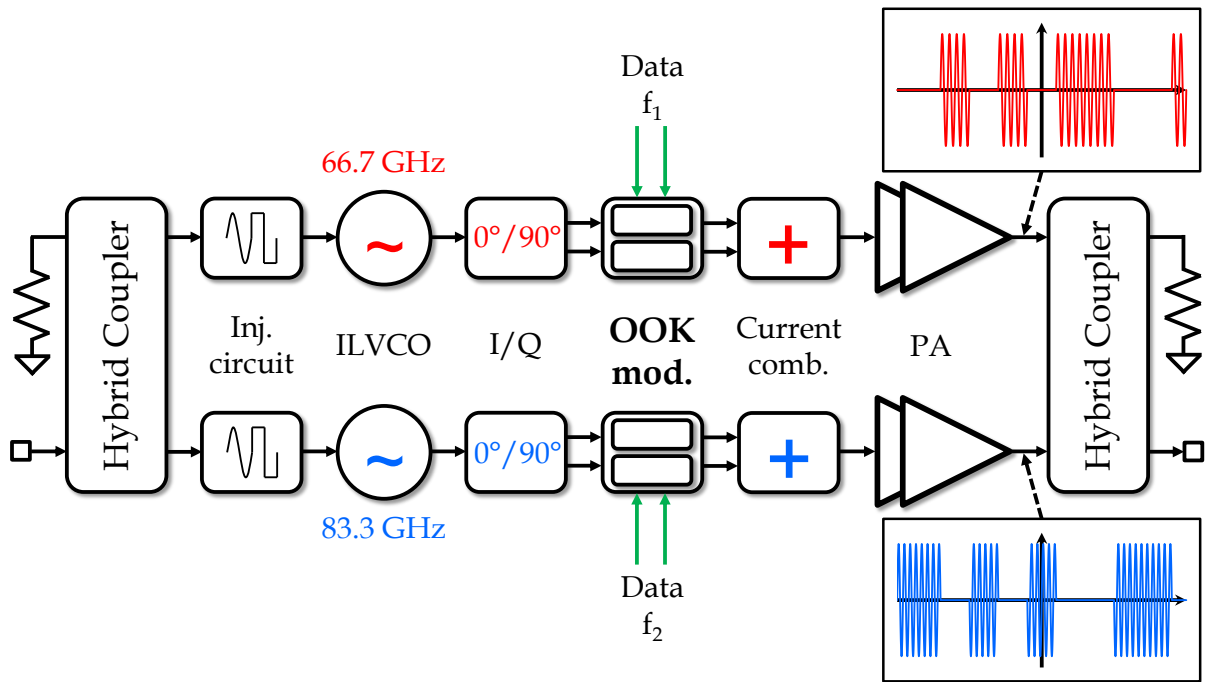 Data
f₁
66.7 GHz
Hybrid Coupler
~
0°/90°
+
Hybrid Coupler
Inj.
circuit
ILVCO
I/Q
OOK
mod.
Current
comb.
PA
~
0°/90°
+
83.3 GHz
Data
f₂